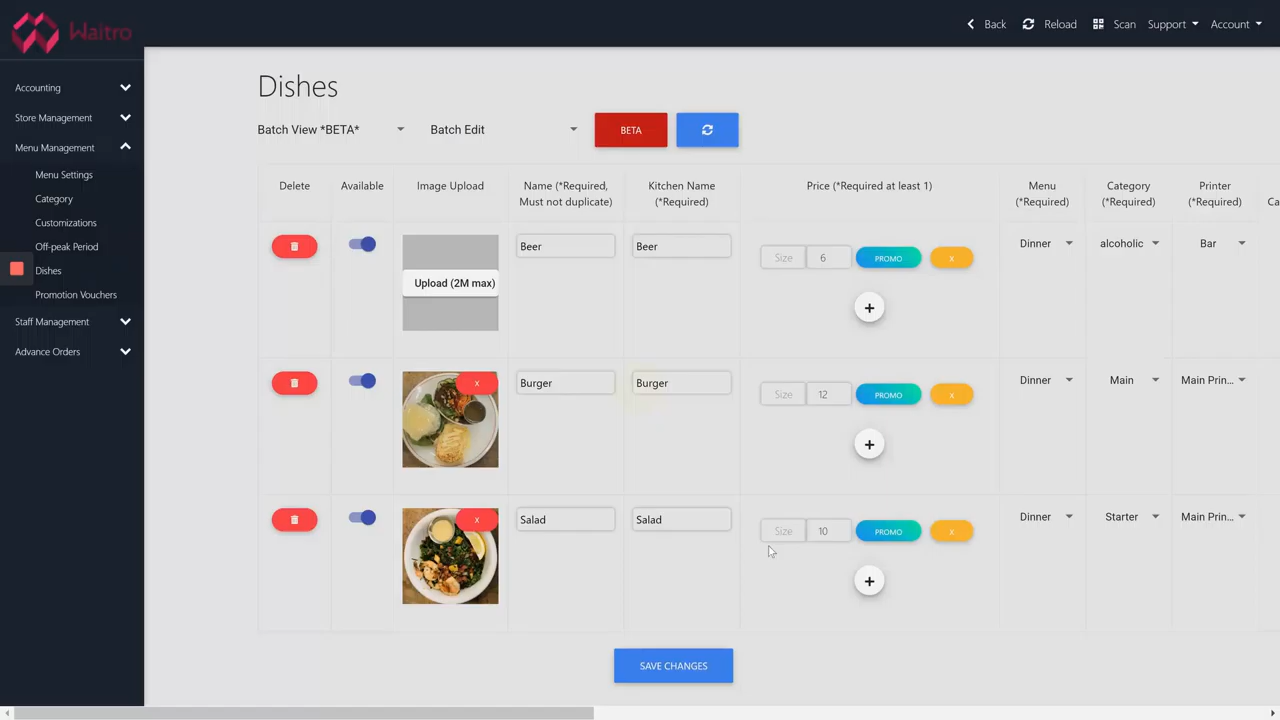 Waitro
Back
Reload
Scan
Support
Account
Accounting
Store Management
Menu Management
Menu Settings
Category
Customizations
Off-peak Period
Dishes
Promotion Vouchers
Staff Management
Advance Orders
Dishes
Batch View *BETA*
Batch Edit
BETA
Delete
Available
Image Upload
Name (*Required,
Must not duplicate)
Kitchen Name
(*Required)
Price (*Required at least 1)
Menu
(*Required)
Category
(*Required)
Printer
(*Required)
Ca
Upload (2M max)
Beer
Beer
Size
6
PROMO
x
Dinner
alcoholic
Bar
x
Burger
Burger
Size
12
PROMO
x
Dinner
Main
Main Prin...
x
Salad
Salad
Size
10
PROMO
x
Dinner
Starter
Main Prin...
SAVE CHANGES